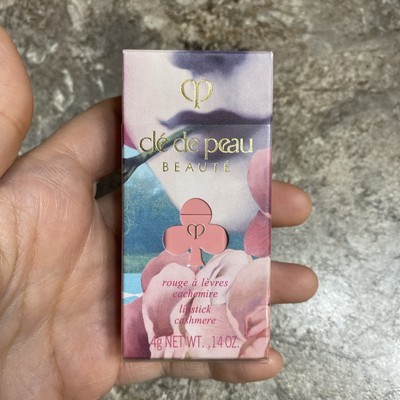 clé de peau
BEAUTÉ
rouge à lèvres
cachemire
lipstick
cashmere
4g NET WT. .14 OZ.